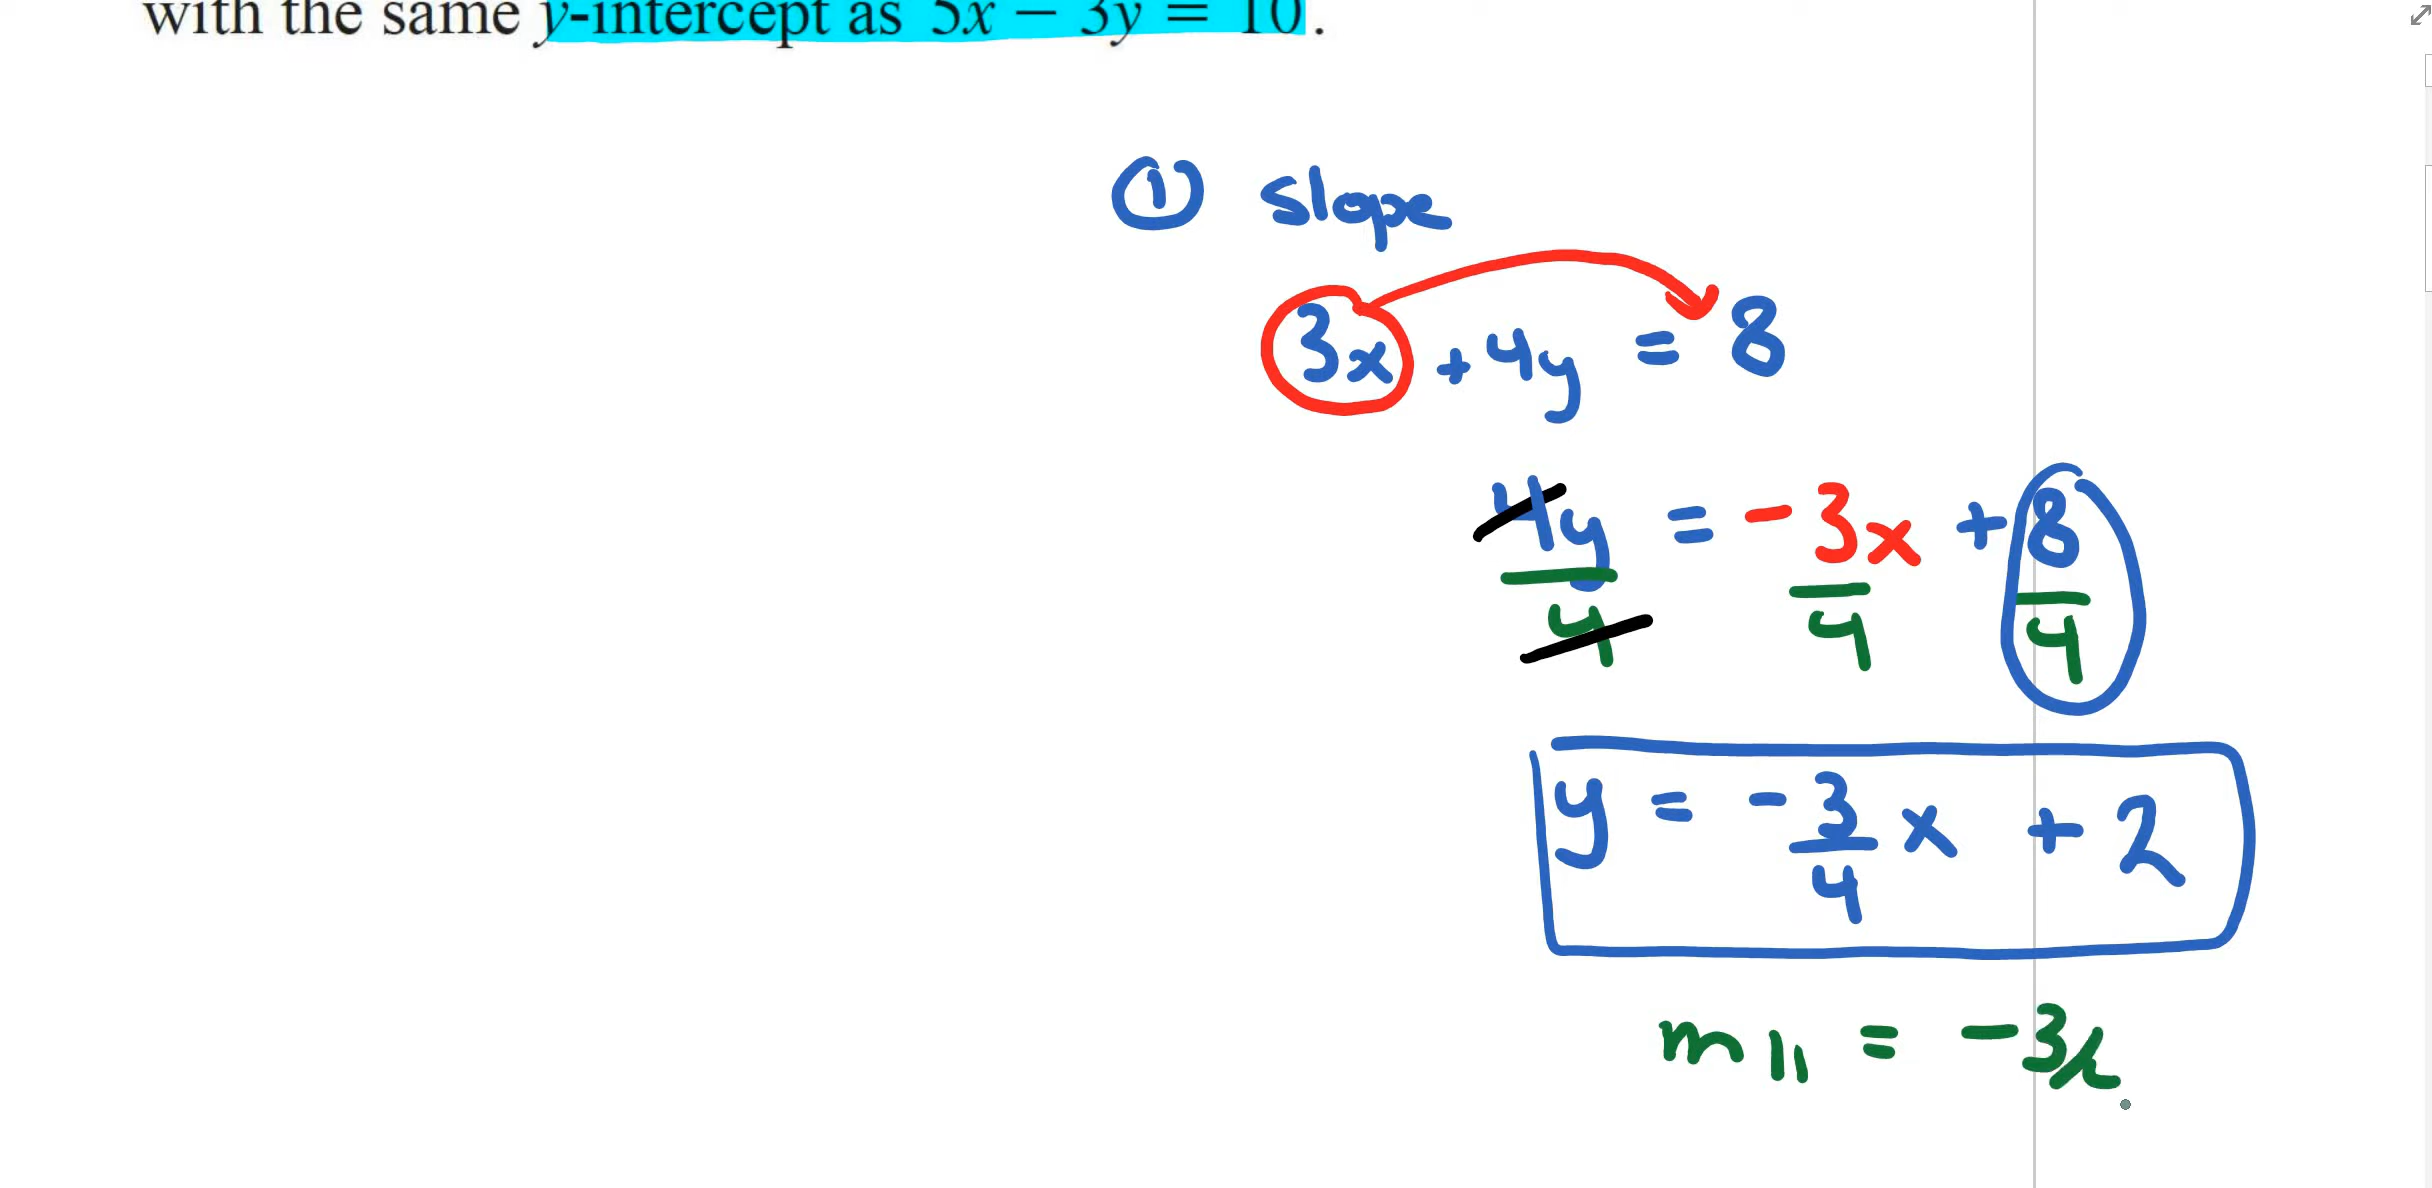 with the same y-intercept as 5x − 3y = 10.
① slope
3x + 4y = 8
4y/4 = -3x/4 + 8/4
y = -3/4 x + 2
m || = -3/